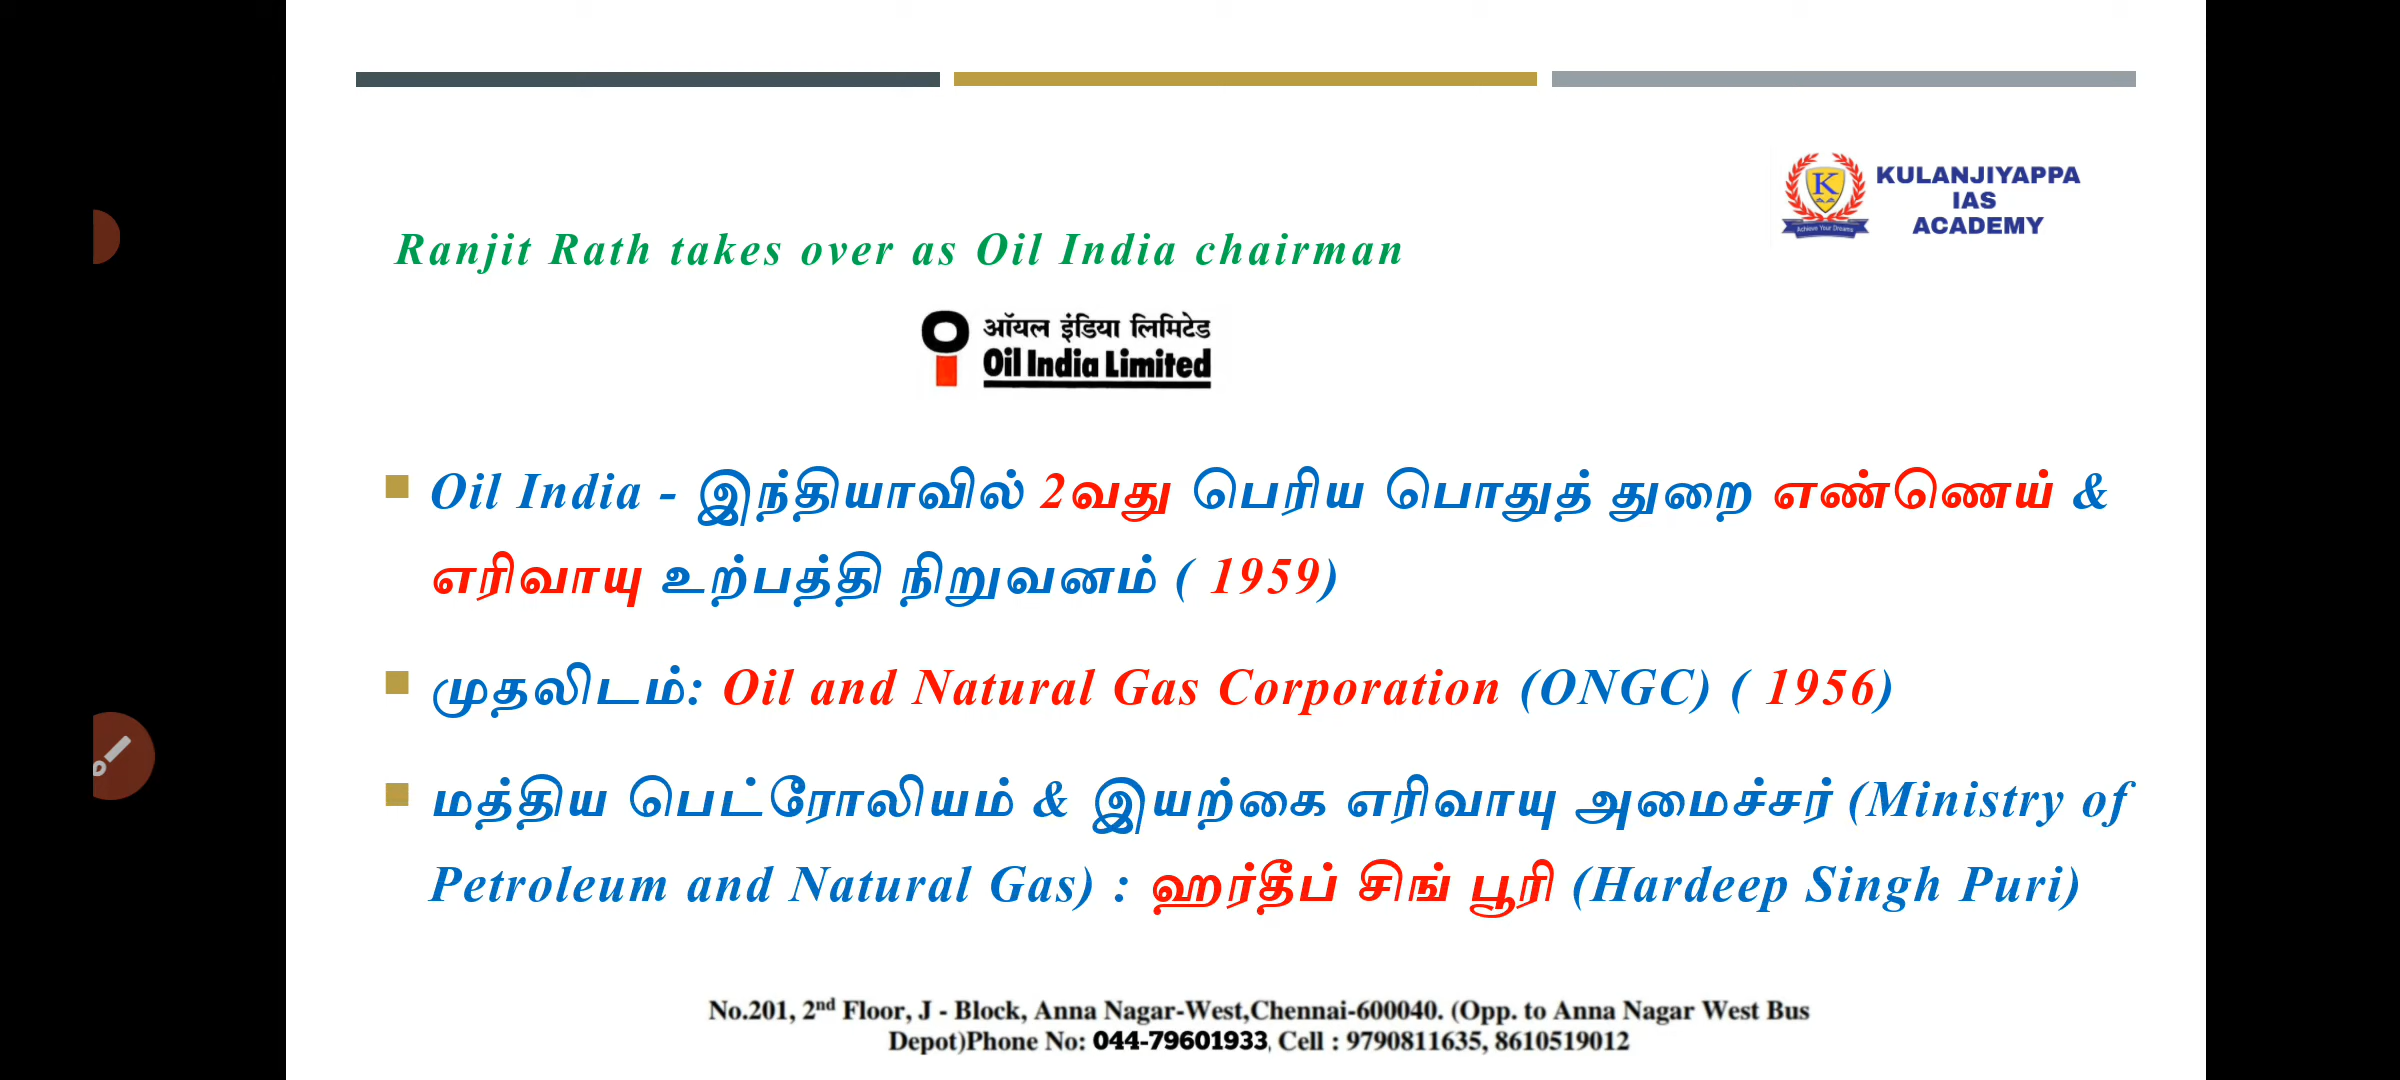 KULANJIYAPPA
IAS
ACADEMY
Achieve Your Dreams
K
Ranjit Rath takes over as Oil India chairman
ऑयल इंडिया लिमिटेड
Oil India Limited
Oil India - இந்தியாவில் 2வது பெரிய பொதுத் துறை எண்ணெய் &
எரிவாயு உற்பத்தி நிறுவனம் ( 1959)
முதலிடம்: Oil and Natural Gas Corporation (ONGC) ( 1956)
மத்திய பெட்ரோலியம் & இயற்கை எரிவாயு அமைச்சர் (Ministry of
Petroleum and Natural Gas) : ஹர்தீப் சிங் பூரி (Hardeep Singh Puri)
No.201, 2nd Floor, J - Block, Anna Nagar-West,Chennai-600040. (Opp. to Anna Nagar West Bus
Depot)Phone No: 044-79601933, Cell : 9790811635, 8610519012